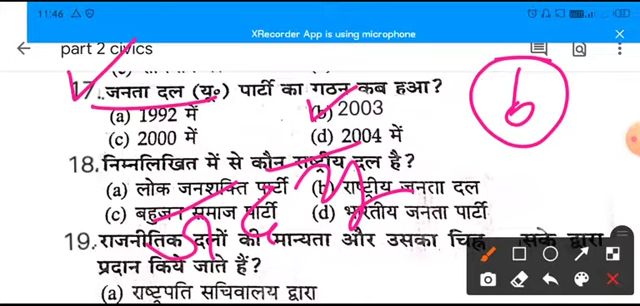 11:46
XRecorder App is using microphone
part 2 civics
17. जनता दल (यू०) पार्टी का गठन कब हुआ?
(a) 1992 में (b) 2003
(c) 2000 में (d) 2004 में
b
18. निम्नलिखित में से कौन राष्ट्रीय दल है?
(a) लोक जनशक्ति पार्टी (b) राष्ट्रीय जनता दल
(c) बहुजन समाज पार्टी (d) भारतीय जनता पार्टी
ज द यू
19. राजनीतिक दलों की मान्यता और उसका चिह्न सके द्वारा
प्रदान किये जाते हैं?
(a) राष्ट्रपति सचिवालय द्वारा